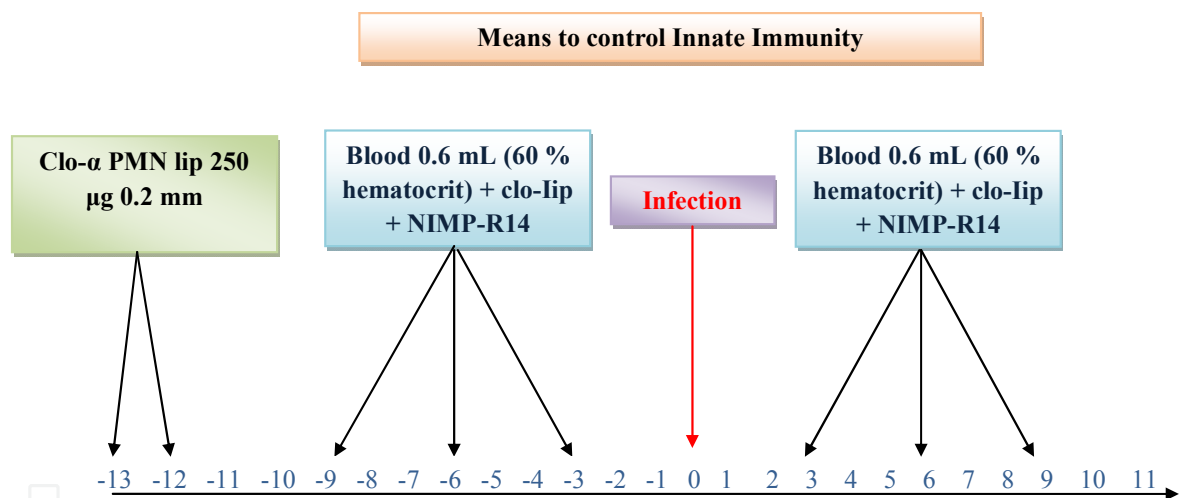 Means to control Innate Immunity
Clo-α PMN lip 250
µg 0.2 mm
Blood 0.6 mL (60 %
hematocrit) + clo-Iip
+ NIMP-R14
Infection
Blood 0.6 mL (60 %
hematocrit) + clo-Iip
+ NIMP-R14
-13 -12 -11 -10 -9 -8 -7 -6 -5 -4 -3 -2 -1 0 1 2 3 4 5 6 7 8 9 10 11